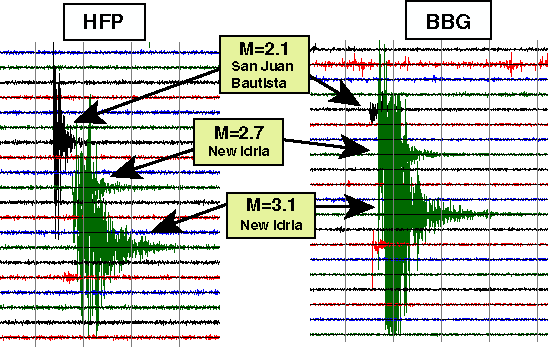 HFP
BBG
M=2.1
San Juan
Bautista
M=2.7
New Idria
M=3.1
New Idria